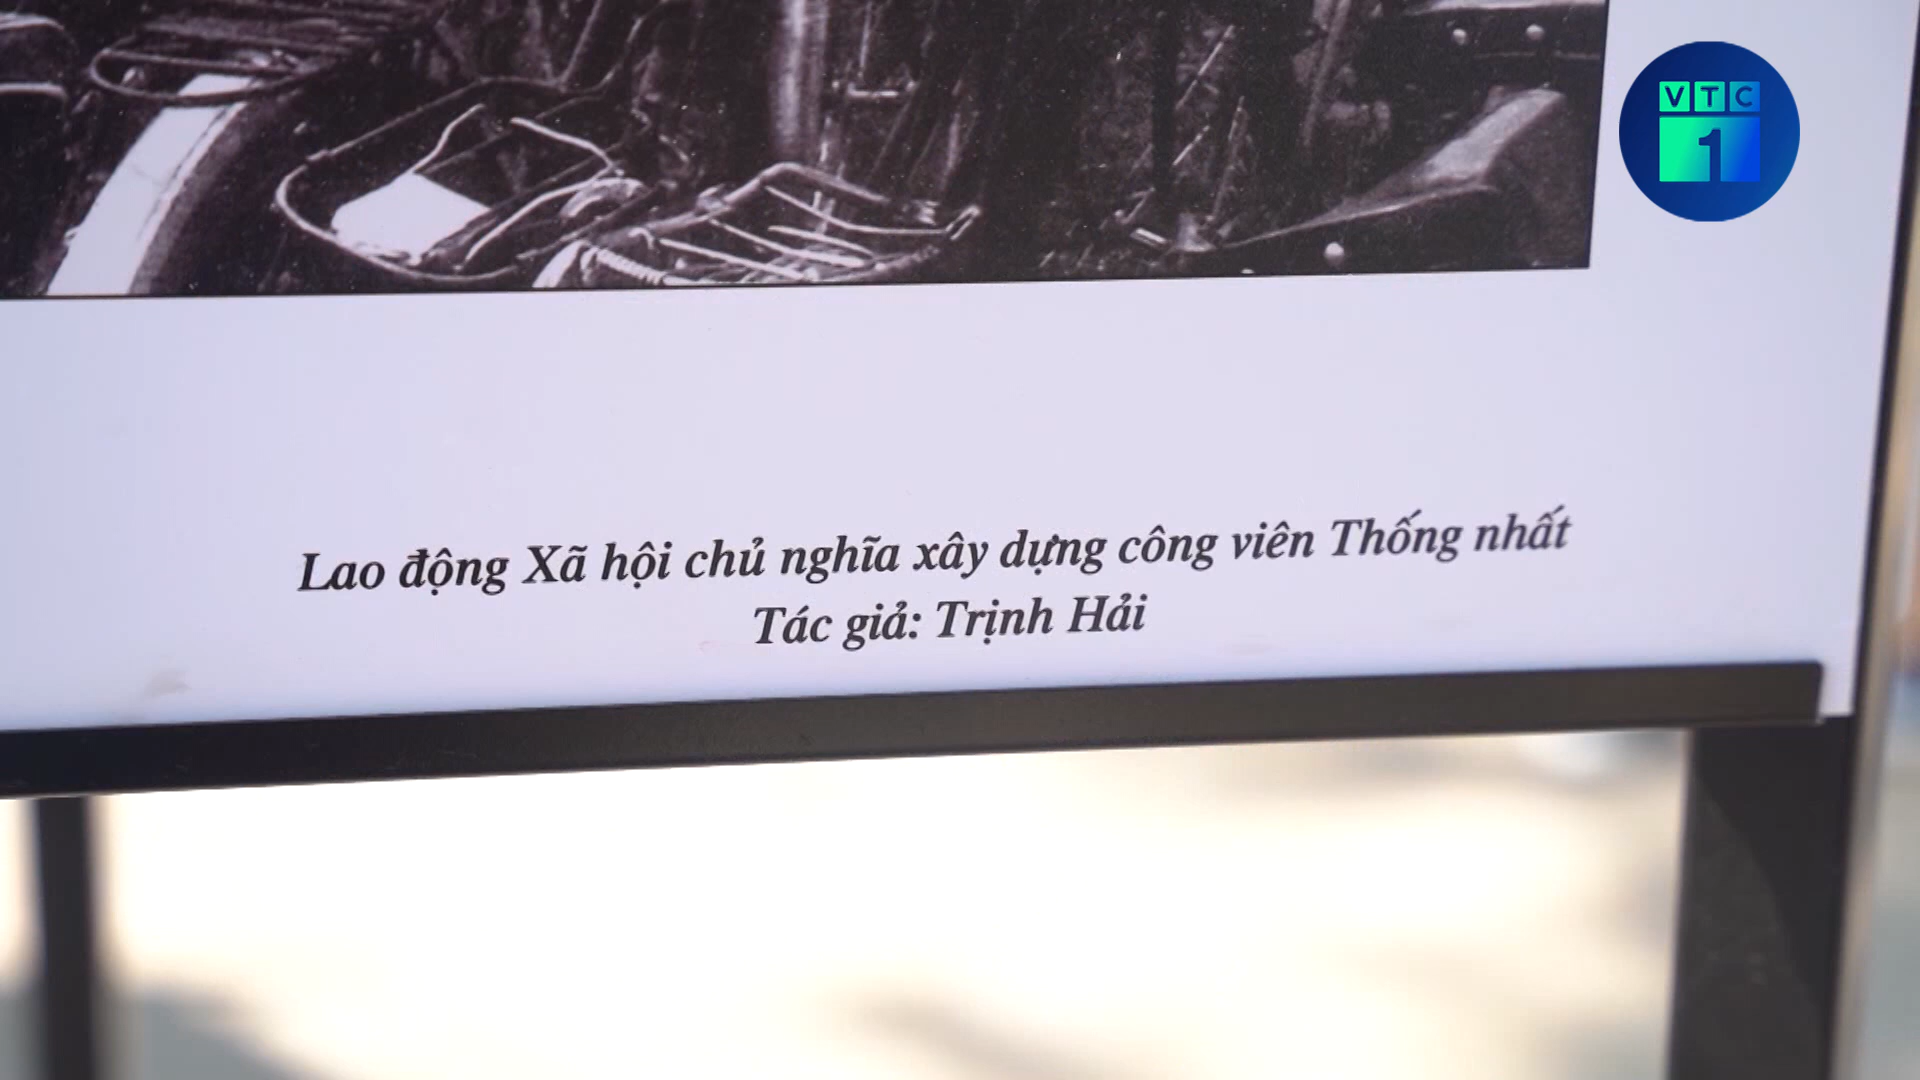 VTC
1
Lao động Xã hội chủ nghĩa xây dựng công viên Thống nhất
Tác giả: Trịnh Hải